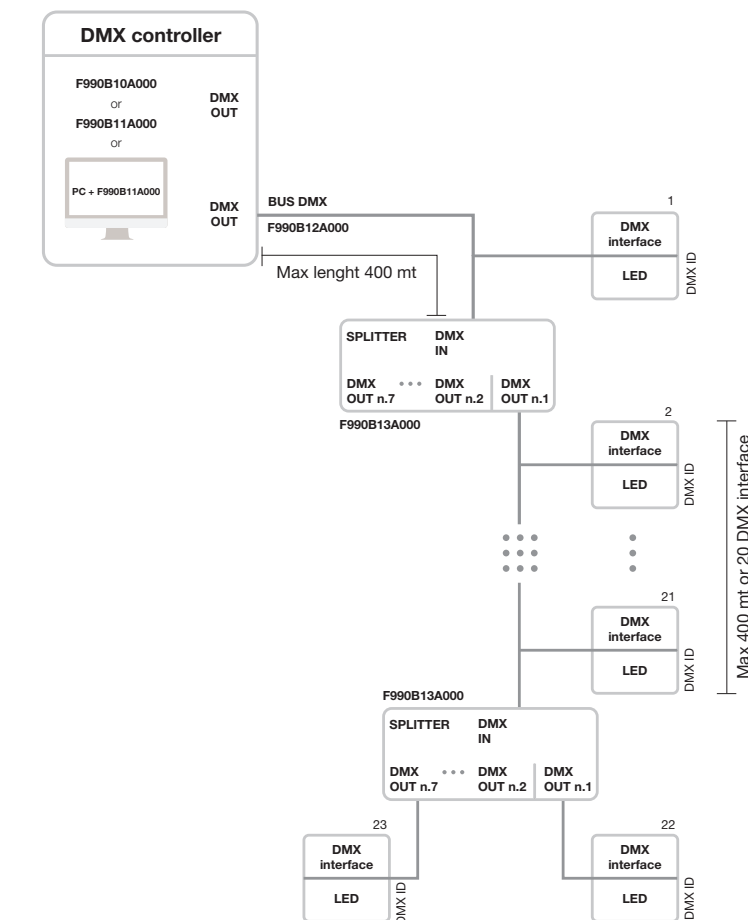 DMX controller
F990B10A000
or
F990B11A000
or
PC + F990B11A000
DMX
OUT
DMX
OUT
BUS DMX
F990B12A000
Max lenght 400 mt
1
DMX
interface
LED
DMX ID
SPLITTER
DMX
IN
DMX
OUT n.7
DMX
OUT n.2
DMX
OUT n.1
F990B13A000
2
DMX
interface
LED
DMX ID
21
DMX
interface
LED
DMX ID
Max 400 mt or 20 DMX interface
F990B13A000
SPLITTER
DMX
IN
DMX
OUT n.7
DMX
OUT n.2
DMX
OUT n.1
23
DMX
interface
LED
DMX ID
22
DMX
interface
LED
DMX ID